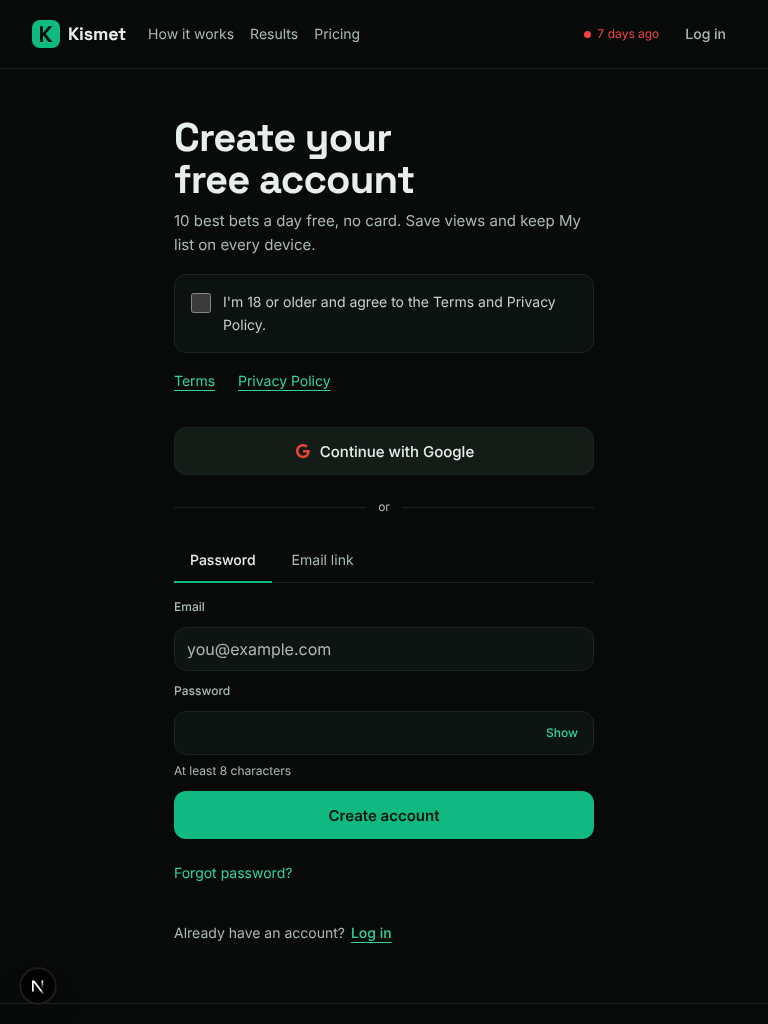 K Kismet How it works Results Pricing 7 days ago Log in
Create your
free account
10 best bets a day free, no card. Save views and keep My
list on every device.
I'm 18 or older and agree to the Terms and Privacy
Policy.
Terms Privacy Policy
G Continue with Google
or
Password Email link
Email
you@example.com
Password
Show
At least 8 characters
Create account
Forgot password?
Already have an account? Log in
N